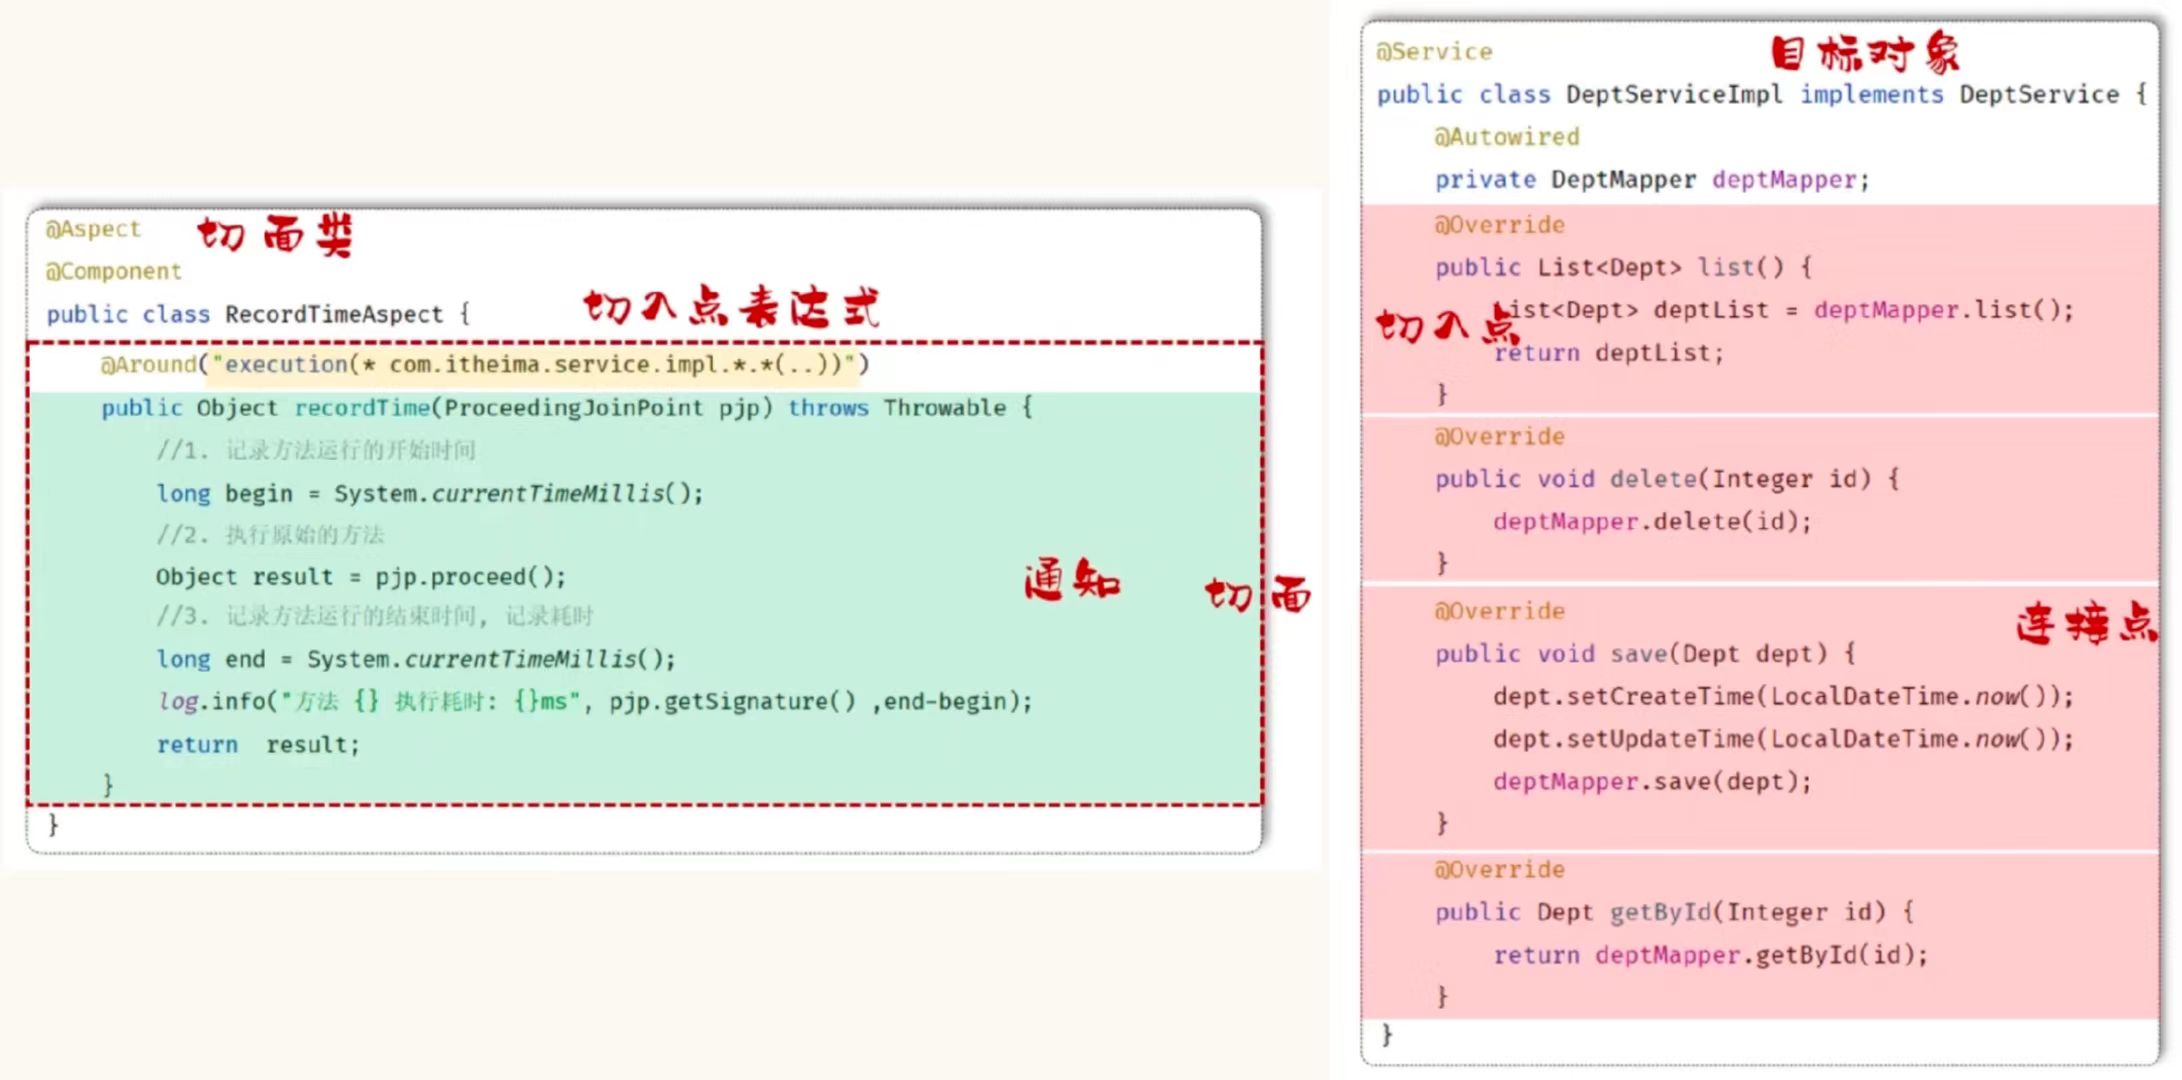 @Aspect 切面类
@Component
public class RecordTimeAspect {
切入点表达式
@Around("execution(* com.itheima.service.impl.*.*(..))")
public Object recordTime(ProceedingJoinPoint pjp) throws Throwable {
//1. 记录方法运行的开始时间
long begin = System.currentTimeMillis();
//2. 执行原始的方法
Object result = pjp.proceed();
通知 切面
//3. 记录方法运行的结束时间, 记录耗时
long end = System.currentTimeMillis();
log.info("方法 {} 执行耗时: {}ms", pjp.getSignature() ,end-begin);
return result;
}
}
@Service 目标对象
public class DeptServiceImpl implements DeptService {
@Autowired
private DeptMapper deptMapper;
@Override
public List<Dept> list() {
List<Dept> deptList = deptMapper.list();
切入点
return deptList;
}
@Override
public void delete(Integer id) {
deptMapper.delete(id);
}
@Override
连接点
public void save(Dept dept) {
dept.setCreateTime(LocalDateTime.now());
dept.setUpdateTime(LocalDateTime.now());
deptMapper.save(dept);
}
@Override
public Dept getById(Integer id) {
return deptMapper.getById(id);
}
}